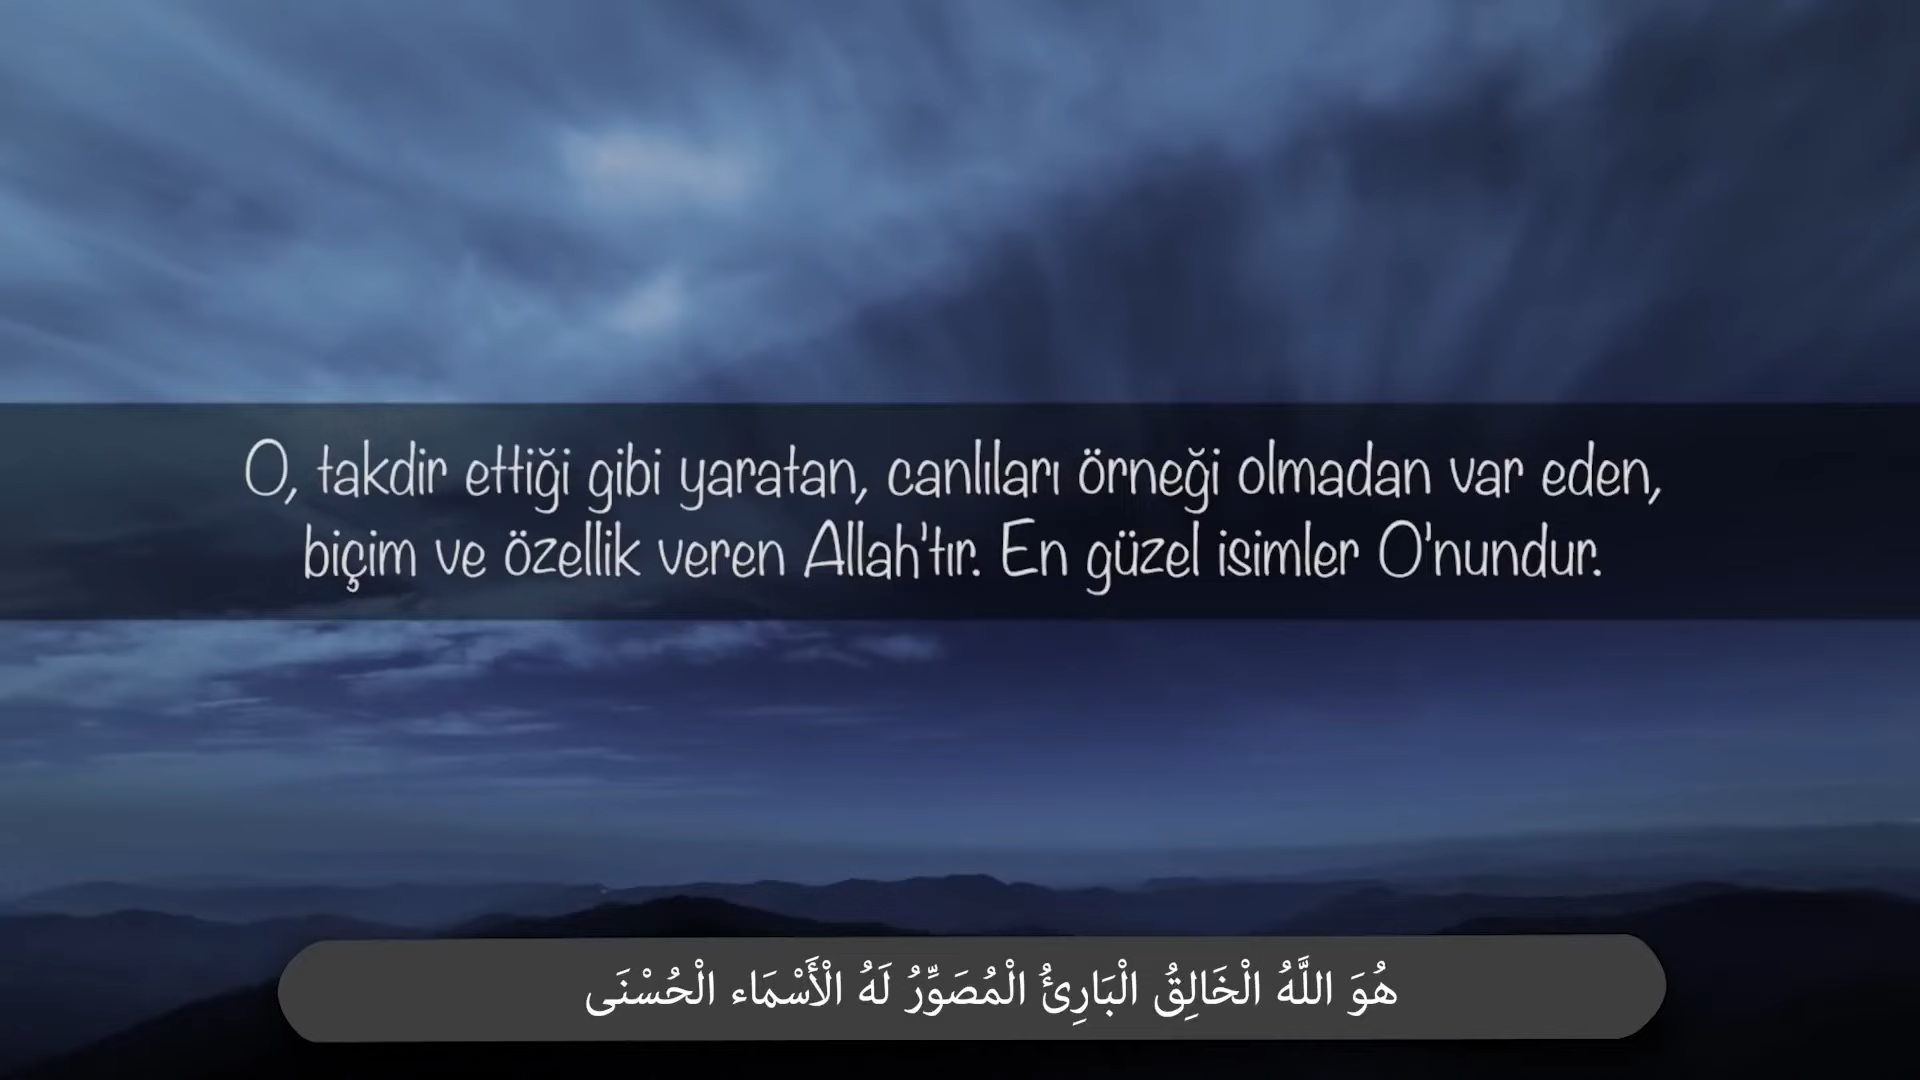 O, takdir ettiği gibi yaratan, canlıları örneği olmadan var eden,
biçim ve özellik veren Allah'tır. En güzel isimler O'nundur.
هُوَ اللَّهُ الْخَالِقُ الْبَارِئُ الْمُصَوِّرُ لَهُ الْأَسْمَاء الْحُسْنَى